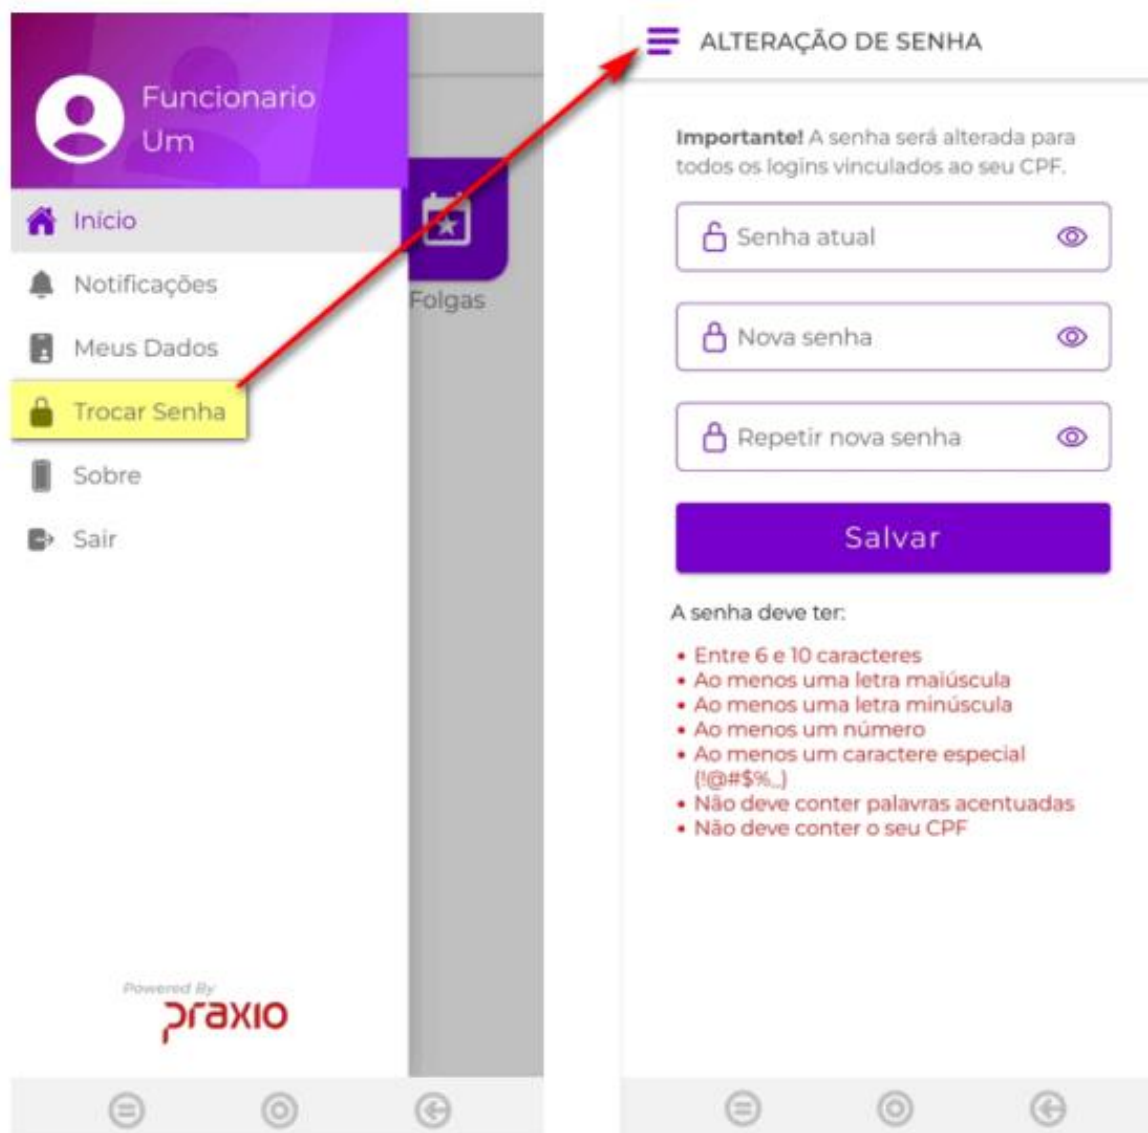 Funcionario
Um
Início
Notificações
Meus Dados
Trocar Senha
Sobre
Sair
Folgas
Powered By
praxio
ALTERAÇÃO DE SENHA
Importante! A senha será alterada para
todos os logins vinculados ao seu CPF.
Senha atual
Nova senha
Repetir nova senha
Salvar
A senha deve ter:
• Entre 6 e 10 caracteres
• Ao menos uma letra maiúscula
• Ao menos uma letra minúscula
• Ao menos um número
• Ao menos um caractere especial
(!@#$%...)
• Não deve conter palavras acentuadas
• Não deve conter o seu CPF